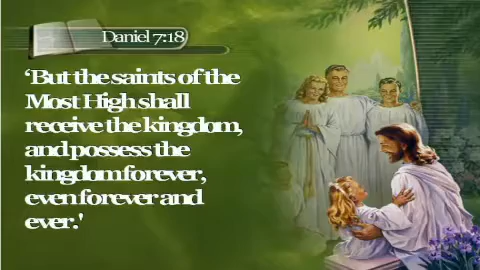 Daniel 7:18
‘But the saints of the
Most High shall
receive the kingdom,
and possess the
kingdom forever,
even forever and
ever.'